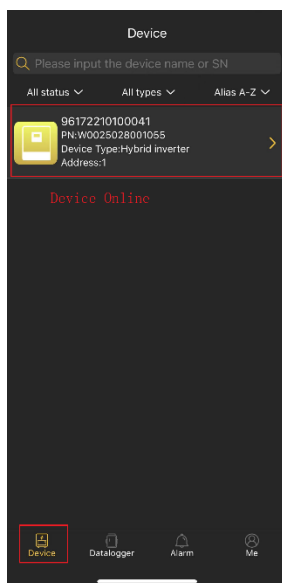 Device
Please input the device name or SN
All status
All types
Alias A-Z
96172210100041
PN:W0025028001055
Device Type:Hybrid inverter
Address:1
Device Online
Device
Datalogger
Alarm
Me